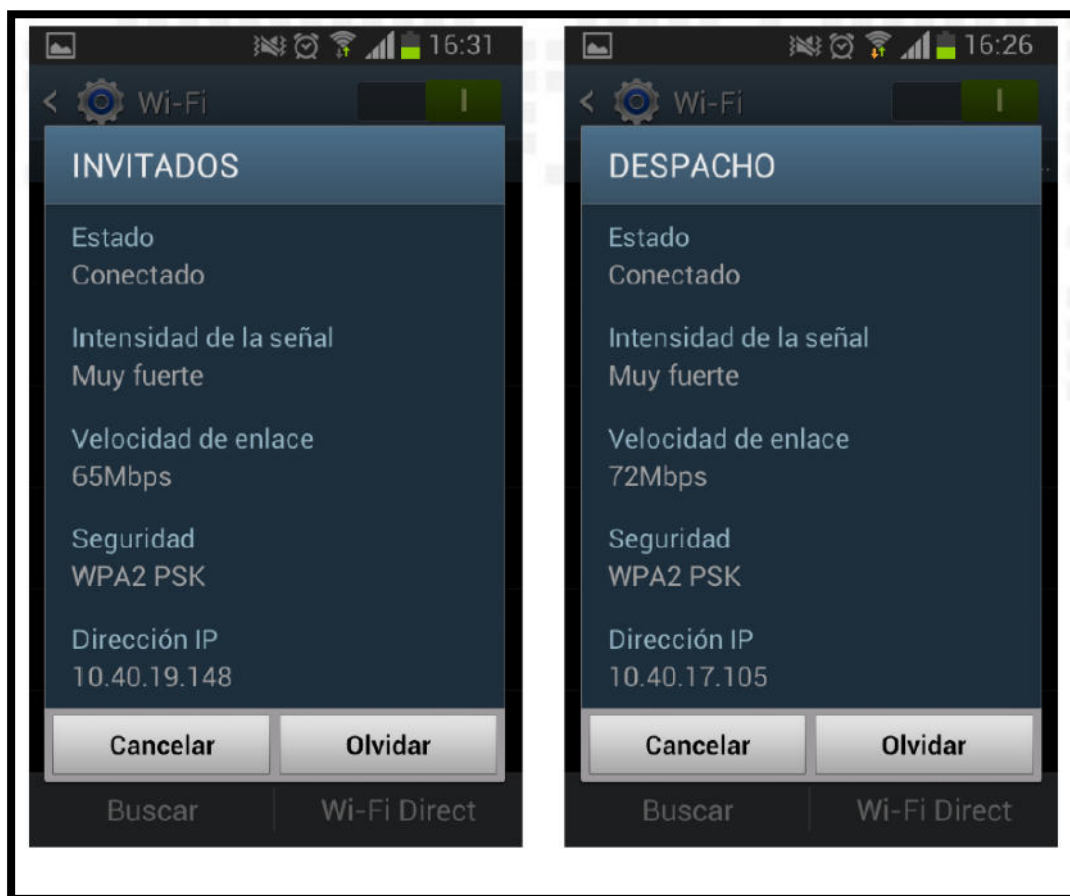 16:31
Wi-Fi
INVITADOS
Estado
Conectado
Intensidad de la señal
Muy fuerte
Velocidad de enlace
65Mbps
Seguridad
WPA2 PSK
Dirección IP
10.40.19.148
Cancelar Olvidar
Buscar Wi-Fi Direct
16:26
Wi-Fi
DESPACHO
Estado
Conectado
Intensidad de la señal
Muy fuerte
Velocidad de enlace
72Mbps
Seguridad
WPA2 PSK
Dirección IP
10.40.17.105
Cancelar Olvidar
Buscar Wi-Fi Direct